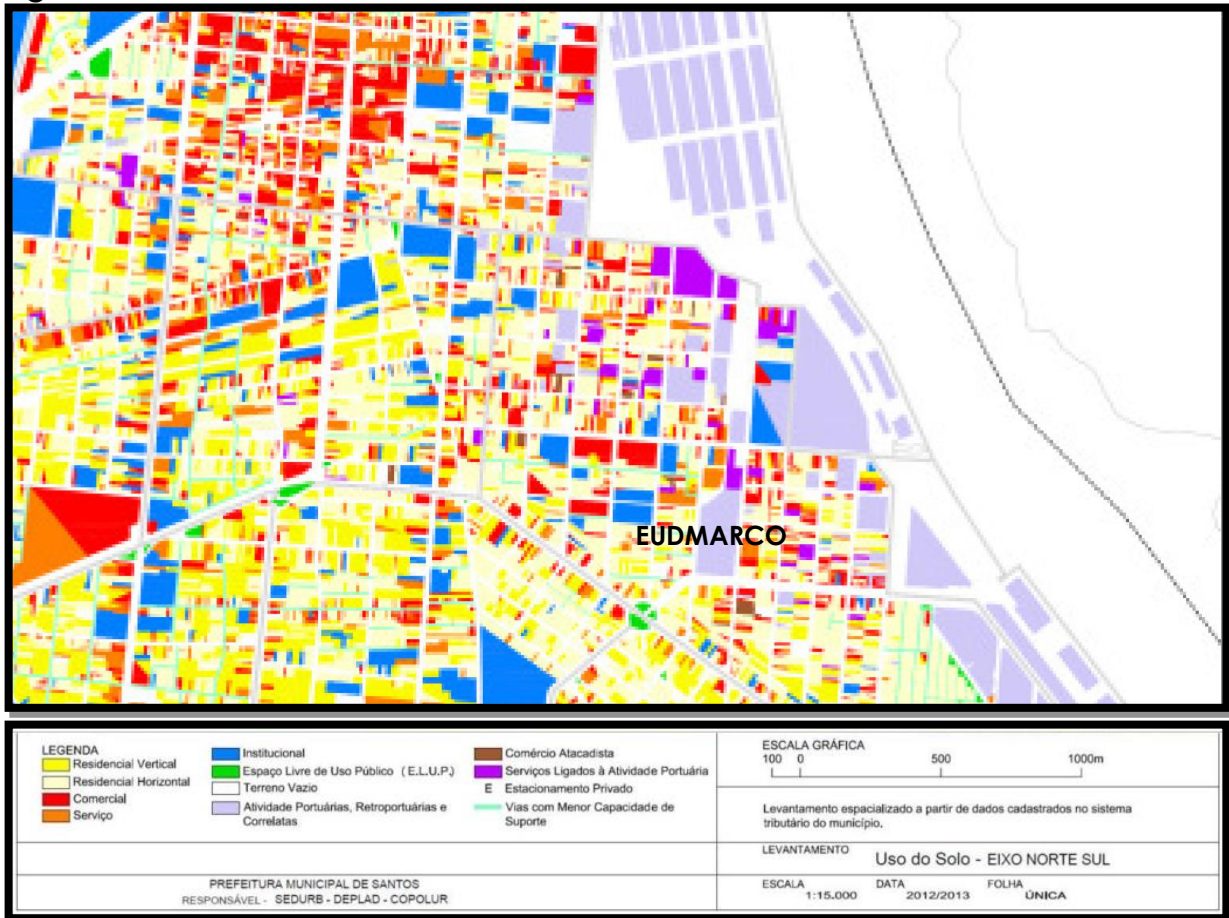 EUDMARCO
LEGENDA
Residencial Vertical
Residencial Horizontal
Comercial
Serviço
Institucional
Espaço Livre de Uso Público ( E.L.U.P.)
Terreno Vazio
Atividade Portuárias, Retroportuárias e
Correlatas
Comércio Atacadista
Serviços Ligados à Atividade Portuária
E Estacionamento Privado
Vias com Menor Capacidade de
Suporte
ESCALA GRÁFICA
100 0 500 1000m
Levantamento espacializado a partir de dados cadastrados no sistema
tributário do município.
LEVANTAMENTO Uso do Solo - EIXO NORTE SUL
PREFEITURA MUNICIPAL DE SANTOS
RESPONSÁVEL - SEDURB - DEPLAD - COPOLUR
ESCALA DATA FOLHA
1:15.000 2012/2013 ÚNICA